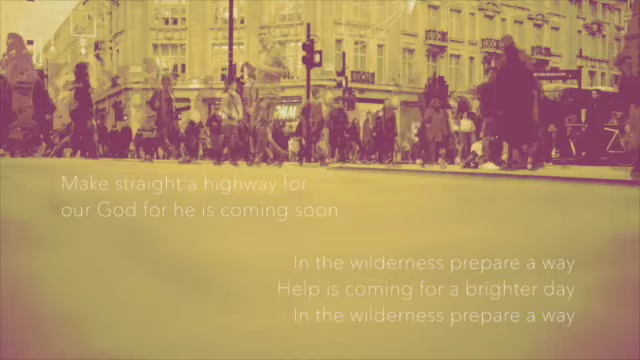 Make straight a highway for
our God for he is coming soon
In the wilderness prepare a way
Help is coming for a brighter day
In the wilderness prepare a way